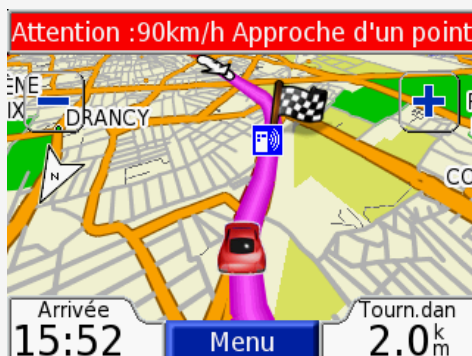 Attention :90km/h Approche d'un point
DRANCY
N
Arrivée
15:52
Menu
Tourn.dan
2.0 km